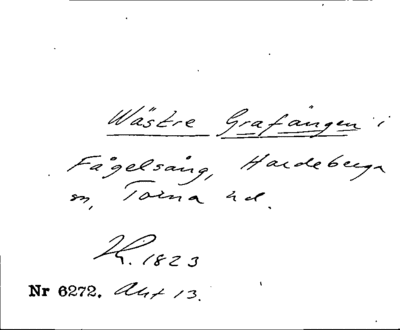 Wästre Grafängen i
Fågelsång, Hardeberga
sn, Torna hd.
1823
Nr 6272. Akt 13.